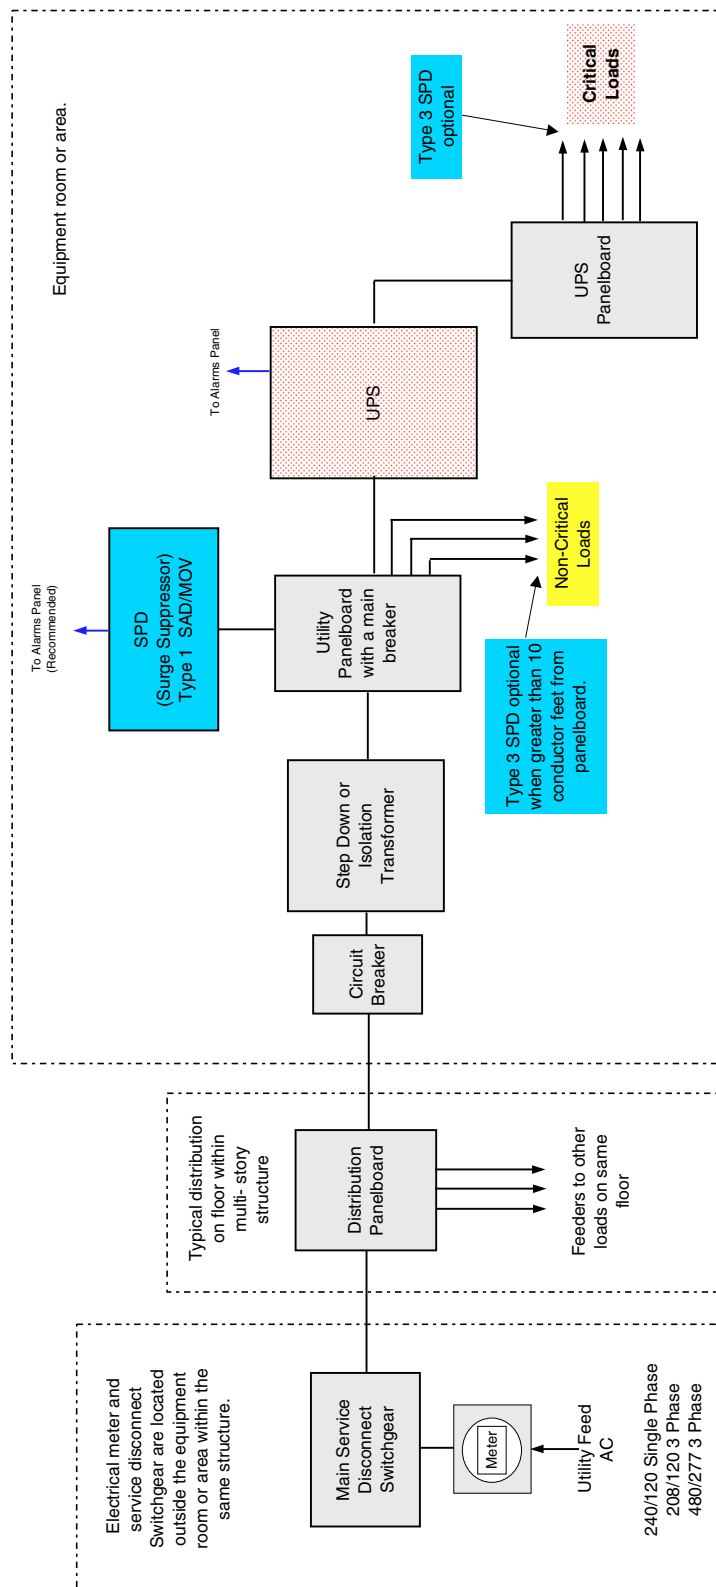 Electrical meter and
service disconnect
Switchgear are located
outside the equipment
room or area within the
same structure.
Main Service
Disconnect
Switchgear
Meter
Utility Feed
AC
240/120 Single Phase
208/120 3 Phase
480/277 3 Phase
Typical distribution
on floor within
multi- story
structure
Distribution
Panelboard
Feeders to other
loads on same
floor
Equipment room or area.
Circuit
Breaker
Step Down or
Isolation
Transformer
To Alarms Panel
(Recommended)
SPD
(Surge Suppressor)
Type 1 SAD/MOV
Utility
Panelboard
with a main
breaker
Type 3 SPD optional
when greater than 10
conductor feet from
panelboard.
Non-Critical
Loads
To Alarms Panel
UPS
UPS
Panelboard
Type 3 SPD
optional
Critical
Loads